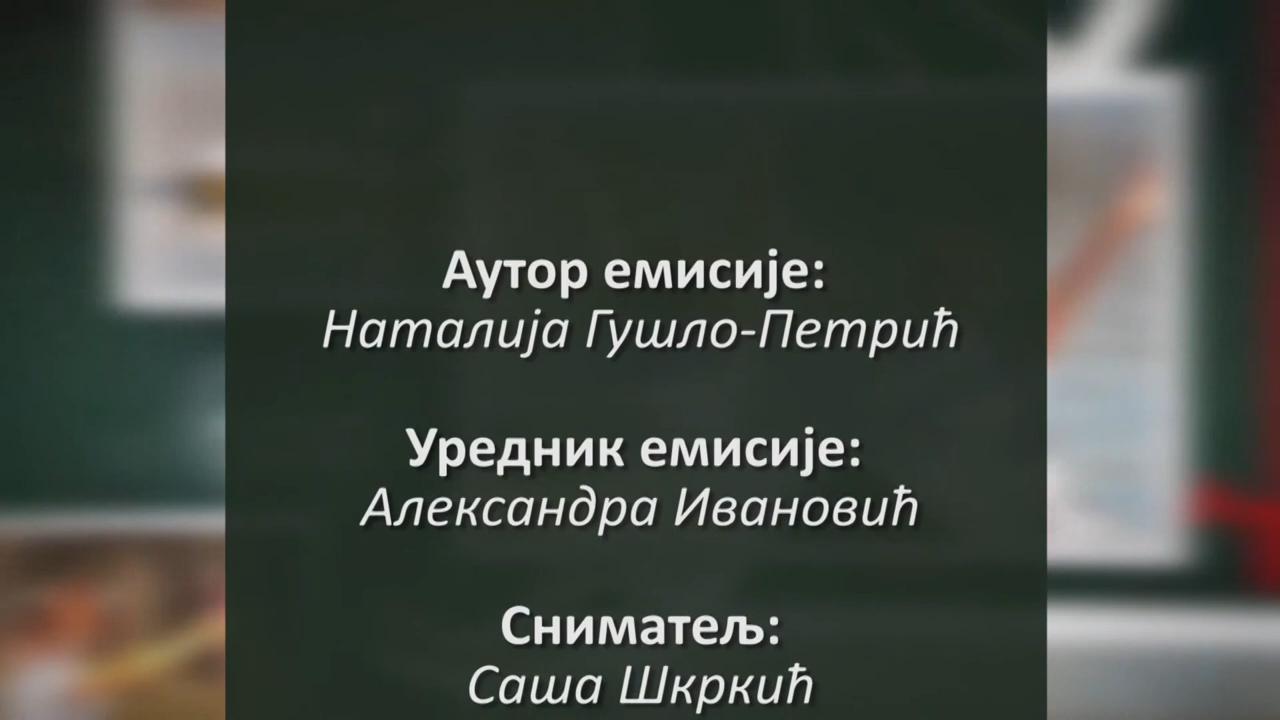 Аутор емисије:
Наталија Гушло-Петрић
Уредник емисије:
Александра Ивановић
Сниматељ:
Саша Шкркић